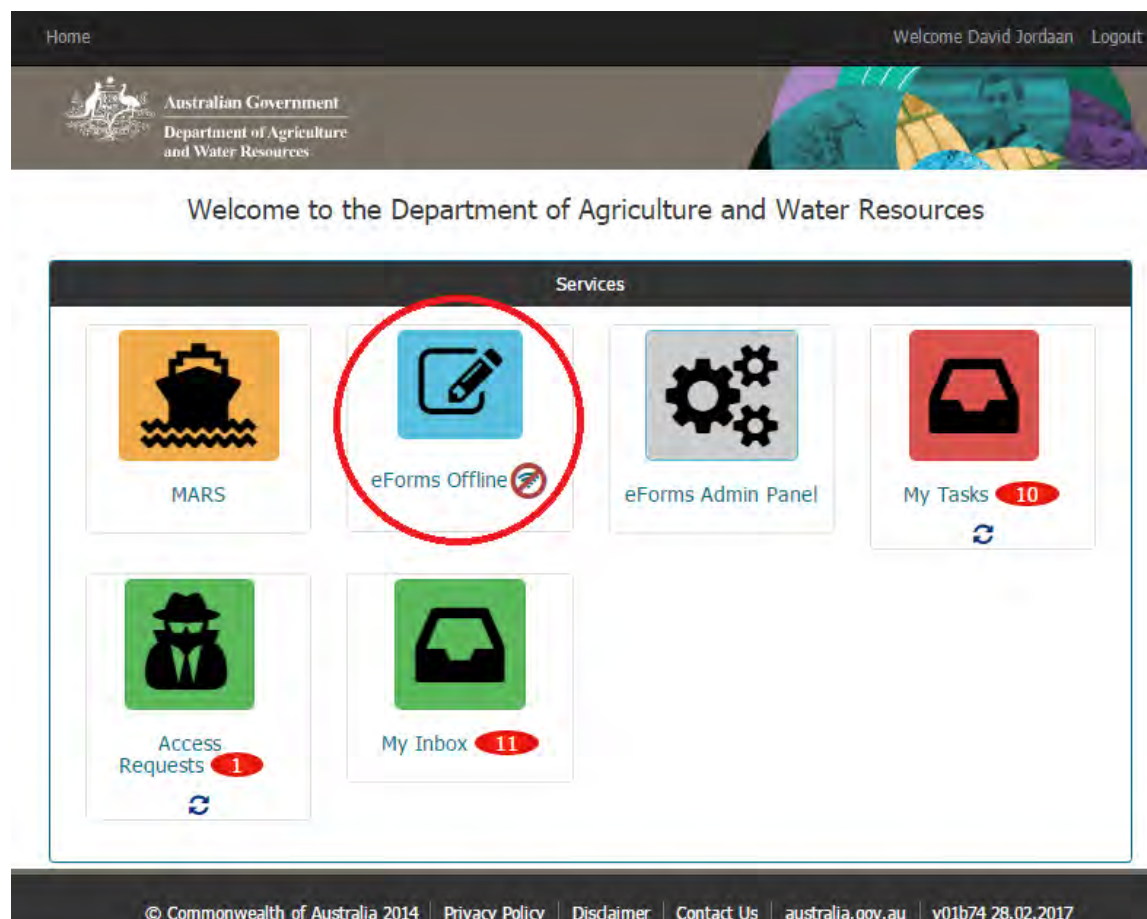 Home Welcome David Jordaan Logout
Australian Government
Department of Agriculture
and Water Resources
Welcome to the Department of Agriculture and Water Resources
Services
MARS
eForms Offline
eForms Admin Panel
My Tasks 10
Access
Requests 1
My Inbox 11
© Commonwealth of Australia 2014 | Privacy Policy | Disclaimer | Contact Us | australia.gov.au | v01b74 28.02.2017